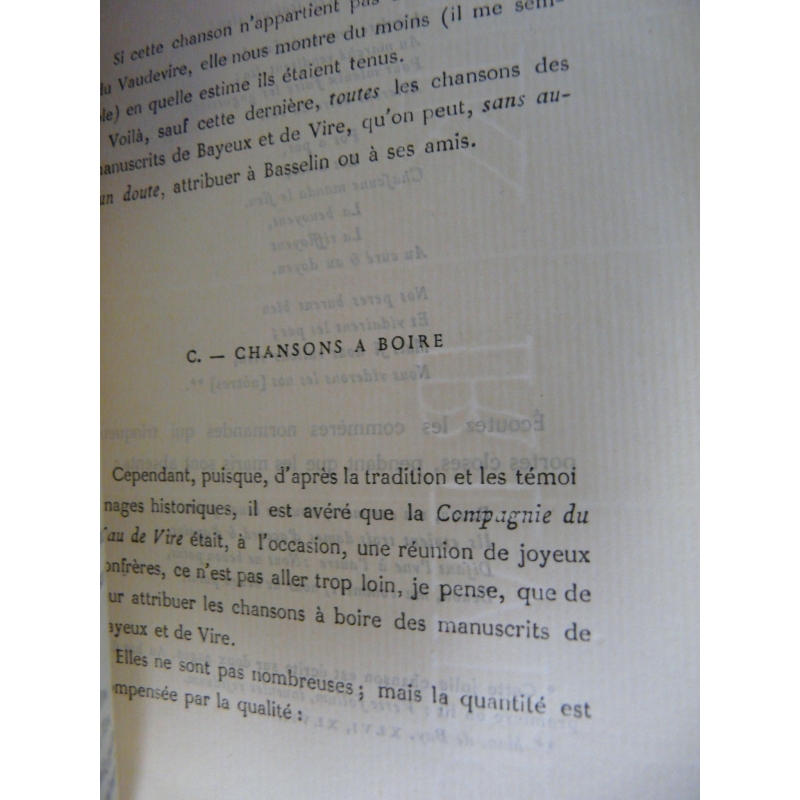 Si cette chanson n'appartient pas
du Vaudevire, elle nous montre du moins (il me sem-
ble) en quelle estime ils étaient tenus.
Voilà, sauf cette dernière, toutes les chansons des
manuscrits de Bayeux et de Vire, qu'on peut, sans au-
un doute, attribuer à Basselin ou à ses amis.
C. — CHANSONS A BOIRE
Cependant, puisque, d'après la tradition et les témoi
nages historiques, il est avéré que la Compagnie du
Vau de Vire était, à l'occasion, une réunion de joyeux
onfrères, ce n'est pas aller trop loin, je pense, que de
ur attribuer les chansons à boire des manuscrits de
ayeux et de Vire.
Elles ne sont pas nombreuses ; mais la quantité est
ompensée par la qualité :